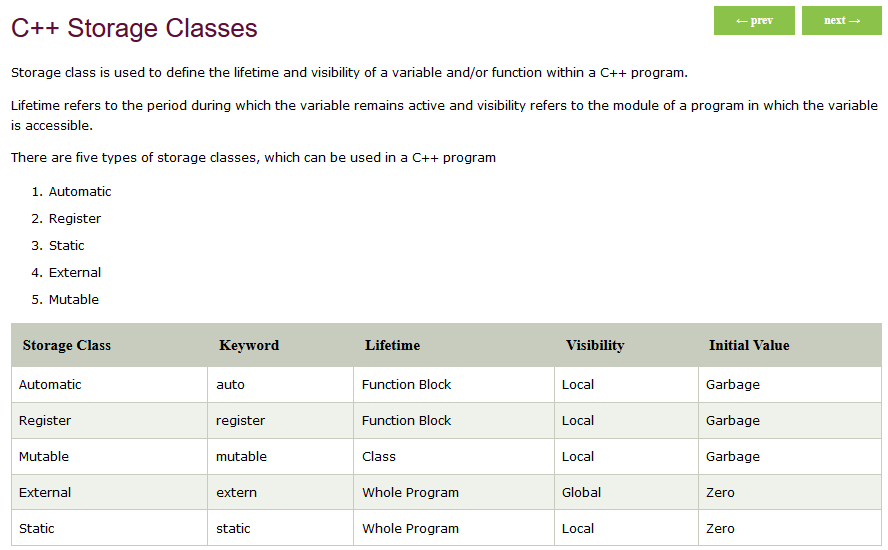 C++ Storage Classes
← prev
next →
Storage class is used to define the lifetime and visibility of a variable and/or function within a C++ program.
Lifetime refers to the period during which the variable remains active and visibility refers to the module of a program in which the variable
is accessible.
There are five types of storage classes, which can be used in a C++ program
1. Automatic
2. Register
3. Static
4. External
5. Mutable
Storage Class Keyword Lifetime Visibility Initial Value
Automatic auto Function Block Local Garbage
Register register Function Block Local Garbage
Mutable mutable Class Local Garbage
External extern Whole Program Global Zero
Static static Whole Program Local Zero